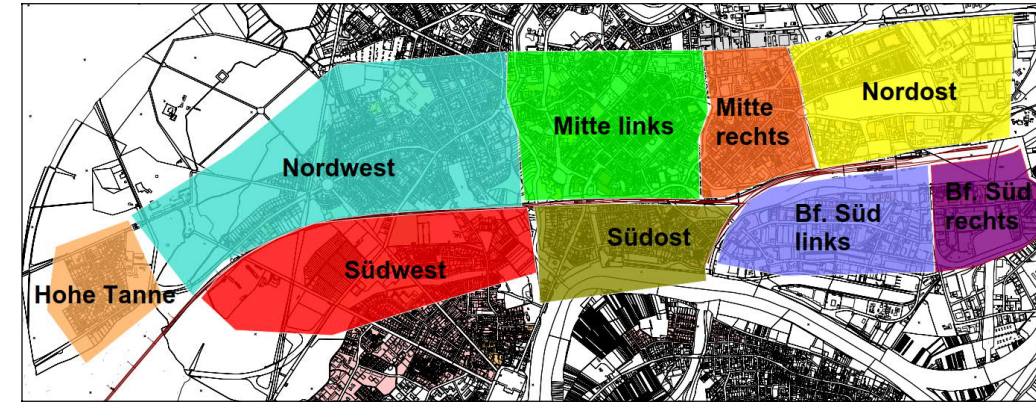 Nordost
Mitte
rechts
Mitte links
Nordwest
Bf. Süd
rechts
Bf. Süd
links
Südost
Südwest
Hohe Tanne